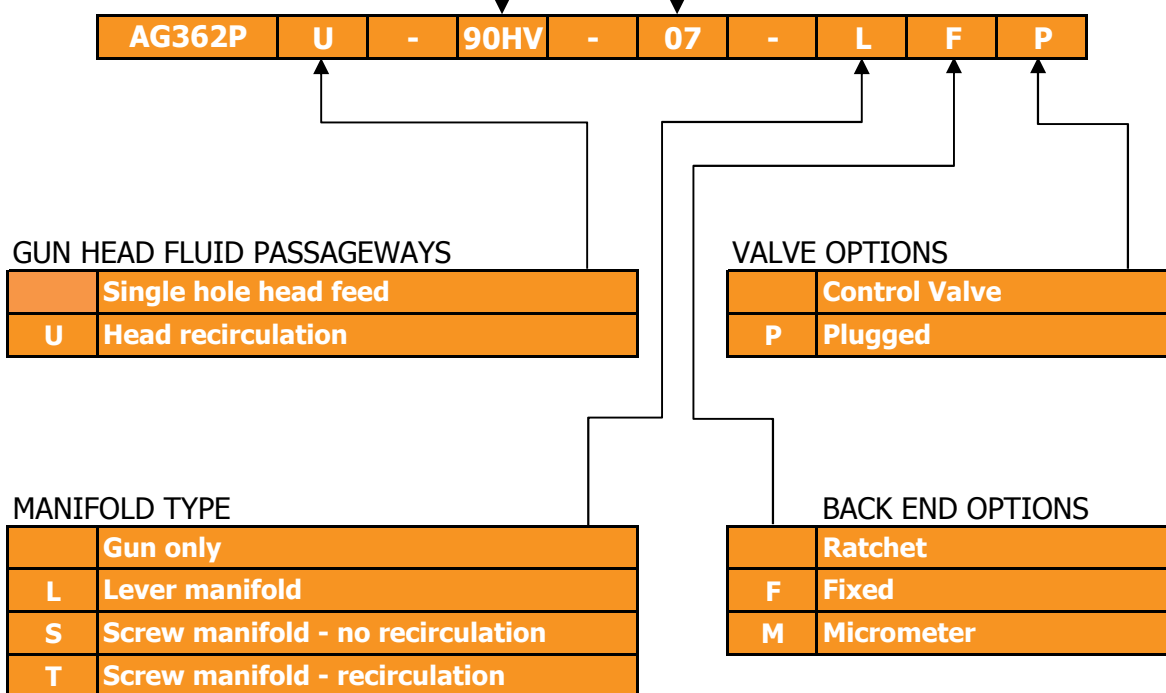 AG362P U - 90HV - 07 - L F P
GUN HEAD FLUID PASSAGEWAYS
Single hole head feed
U Head recirculation
VALVE OPTIONS
Control Valve
P Plugged
MANIFOLD TYPE
Gun only
L Lever manifold
S Screw manifold - no recirculation
T Screw manifold - recirculation
BACK END OPTIONS
Ratchet
F Fixed
M Micrometer